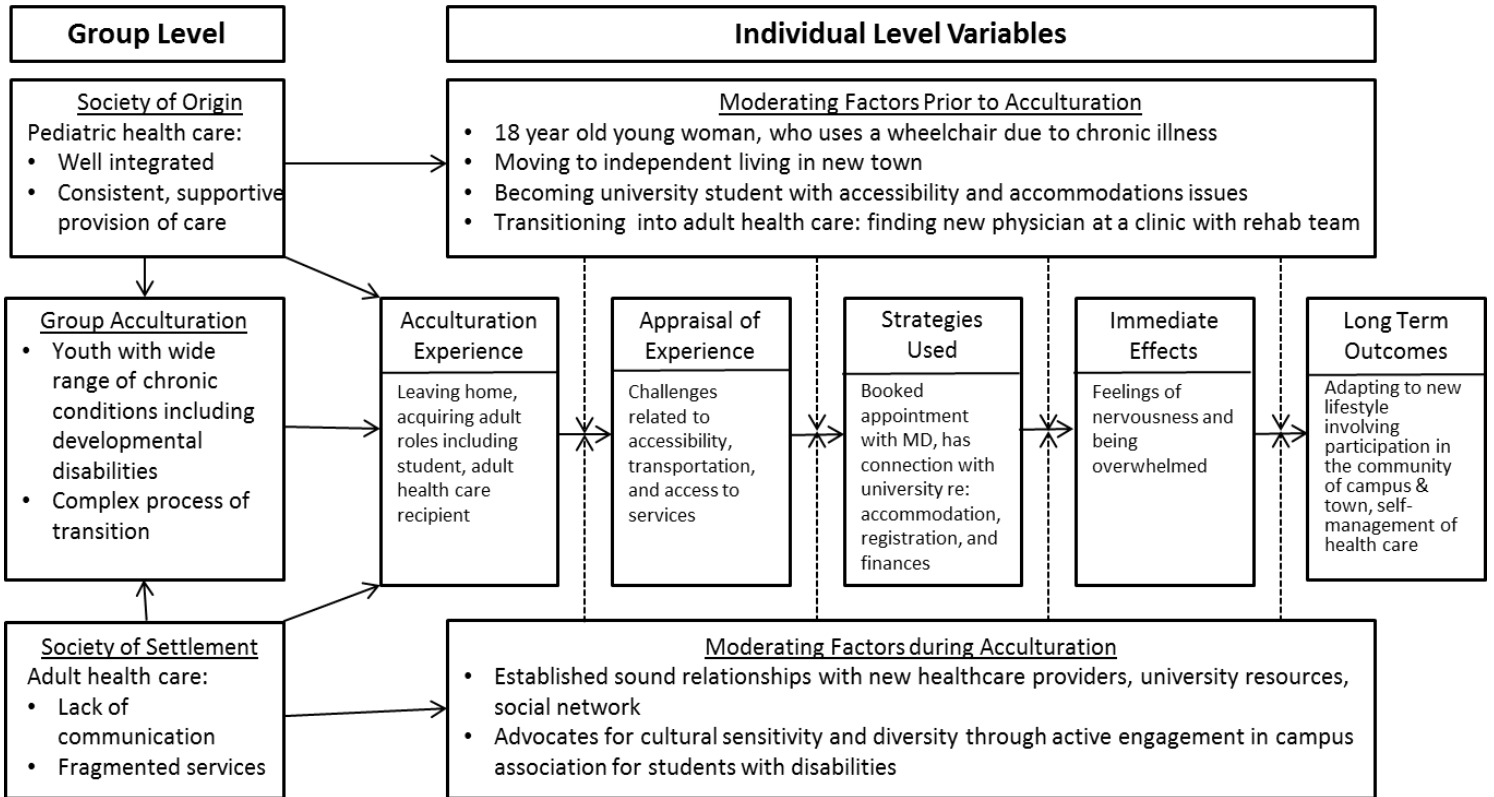 Group Level
Individual Level Variables
Society of Origin
Pediatric health care:
• Well integrated
• Consistent, supportive
provision of care
Moderating Factors Prior to Acculturation
• 18 year old young woman, who uses a wheelchair due to chronic illness
• Moving to independent living in new town
• Becoming university student with accessibility and accommodations issues
• Transitioning into adult health care: finding new physician at a clinic with rehab team
Group Acculturation
• Youth with wide
range of chronic
conditions including
developmental
disabilities
• Complex process of
transition
Acculturation
Experience
Leaving home,
acquiring adult
roles including
student, adult
health care
recipient
Appraisal of
Experience
Challenges
related to
accessibility,
transportation,
and access to
services
Strategies
Used
Booked
appointment
with MD, has
connection with
university re:
accommodation,
registration, and
finances
Immediate
Effects
Feelings of
nervousness and
being
overwhelmed
Long Term
Outcomes
Adapting to new
lifestyle
involving
participation in
the community
of campus &
town, self-
management of
health care
Society of Settlement
Adult health care:
• Lack of
communication
• Fragmented services
Moderating Factors during Acculturation
• Established sound relationships with new healthcare providers, university resources,
social network
• Advocates for cultural sensitivity and diversity through active engagement in campus
association for students with disabilities